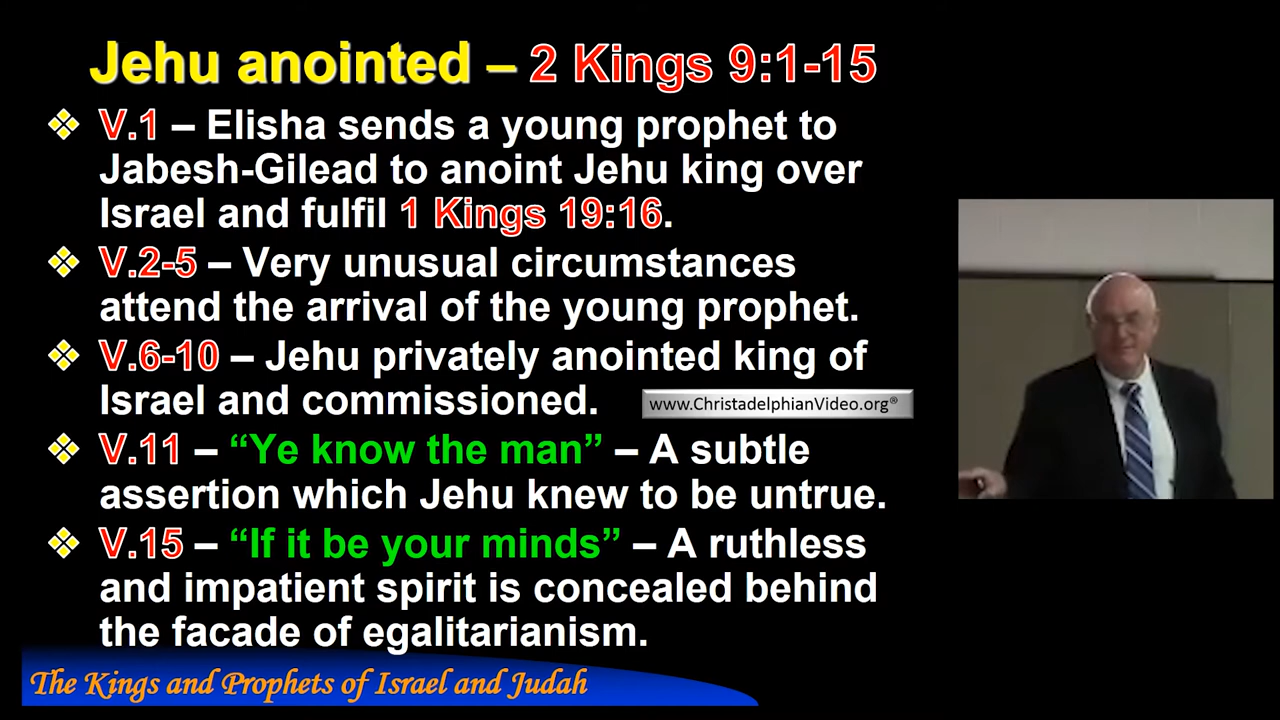 Jehu anointed – 2 Kings 9:1-15
V.1 – Elisha sends a young prophet to
Jabesh-Gilead to anoint Jehu king over
Israel and fulfil 1 Kings 19:16.
V.2-5 – Very unusual circumstances
attend the arrival of the young prophet.
V.6-10 – Jehu privately anointed king of
Israel and commissioned.
www.ChristadelphianVideo.org®
V.11 – “Ye know the man” – A subtle
assertion which Jehu knew to be untrue.
V.15 – “If it be your minds” – A ruthless
and impatient spirit is concealed behind
the facade of egalitarianism.
The Kings and Prophets of Israel and Judah